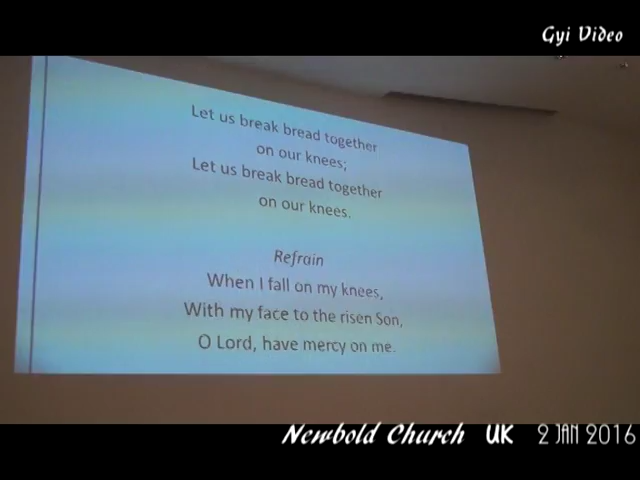 Gyi Video
Let us break bread together
on our knees;
Let us break bread together
on our knees.
Refrain
When I fall on my knees,
With my face to the risen Son,
O Lord, have mercy on me.
Newbold Church UK 2 JAN 2016